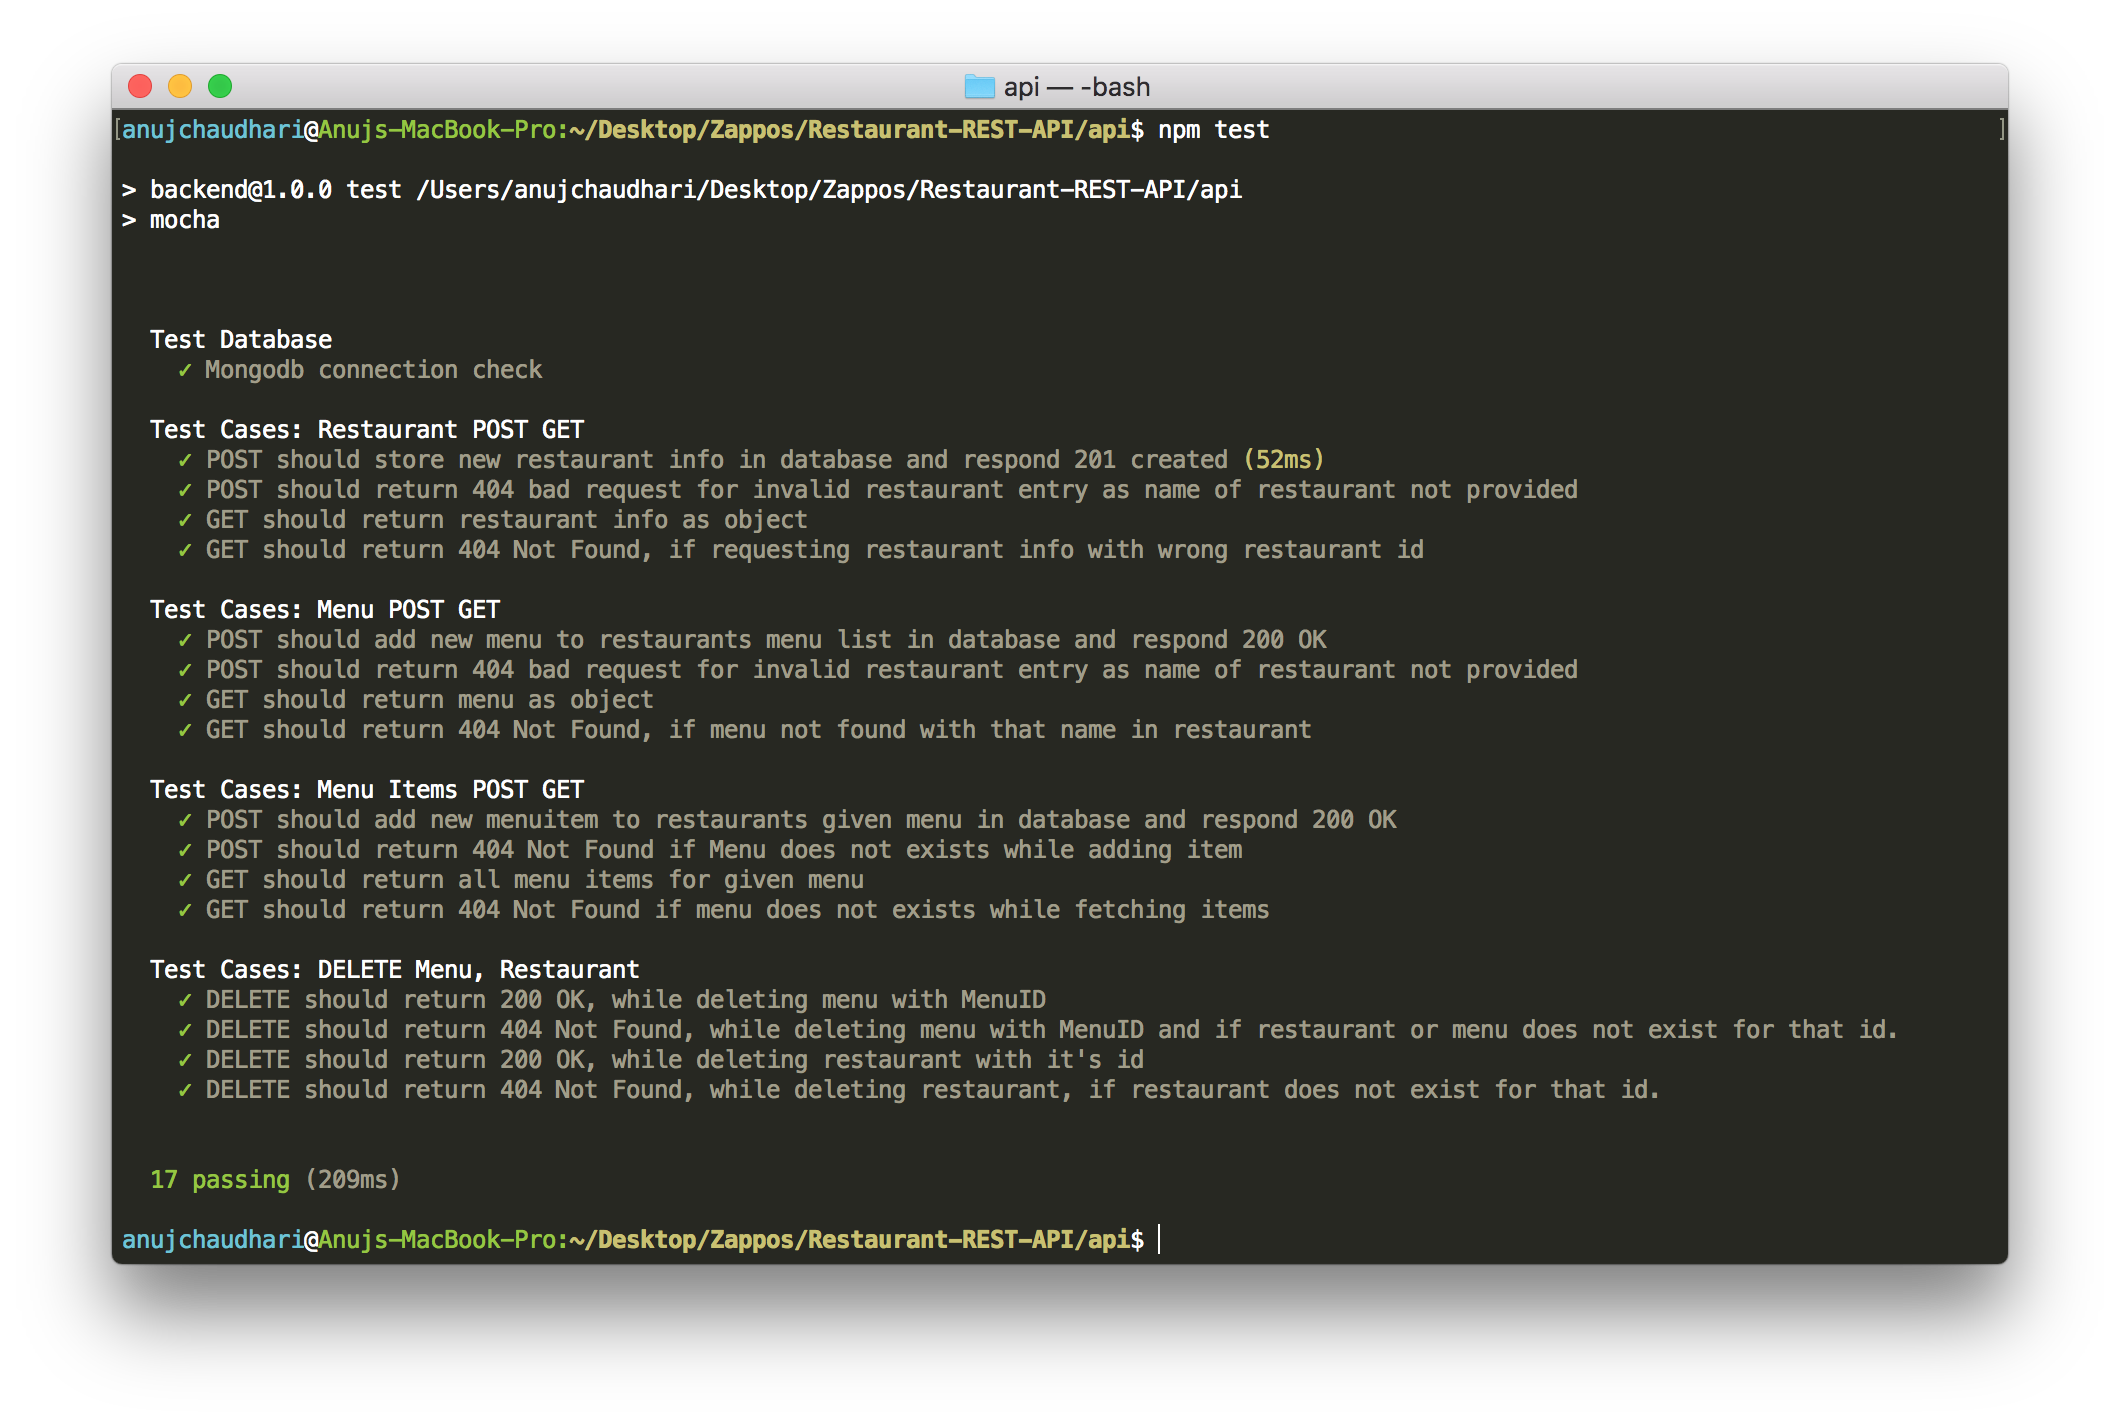 api — -bash
[anujchaudhari@Anujs-MacBook-Pro:~/Desktop/Zappos/Restaurant-REST-API/api$ npm test ]
> backend@1.0.0 test /Users/anujchaudhari/Desktop/Zappos/Restaurant-REST-API/api
> mocha
Test Database
✓ Mongodb connection check
Test Cases: Restaurant POST GET
✓ POST should store new restaurant info in database and respond 201 created (52ms)
✓ POST should return 404 bad request for invalid restaurant entry as name of restaurant not provided
✓ GET should return restaurant info as object
✓ GET should return 404 Not Found, if requesting restaurant info with wrong restaurant id
Test Cases: Menu POST GET
✓ POST should add new menu to restaurants menu list in database and respond 200 OK
✓ POST should return 404 bad request for invalid restaurant entry as name of restaurant not provided
✓ GET should return menu as object
✓ GET should return 404 Not Found, if menu not found with that name in restaurant
Test Cases: Menu Items POST GET
✓ POST should add new menuitem to restaurants given menu in database and respond 200 OK
✓ POST should return 404 Not Found if Menu does not exists while adding item
✓ GET should return all menu items for given menu
✓ GET should return 404 Not Found if menu does not exists while fetching items
Test Cases: DELETE Menu, Restaurant
✓ DELETE should return 200 OK, while deleting menu with MenuID
✓ DELETE should return 404 Not Found, while deleting menu with MenuID and if restaurant or menu does not exist for that id.
✓ DELETE should return 200 OK, while deleting restaurant with it's id
✓ DELETE should return 404 Not Found, while deleting restaurant, if restaurant does not exist for that id.
17 passing (209ms)
anujchaudhari@Anujs-MacBook-Pro:~/Desktop/Zappos/Restaurant-REST-API/api$